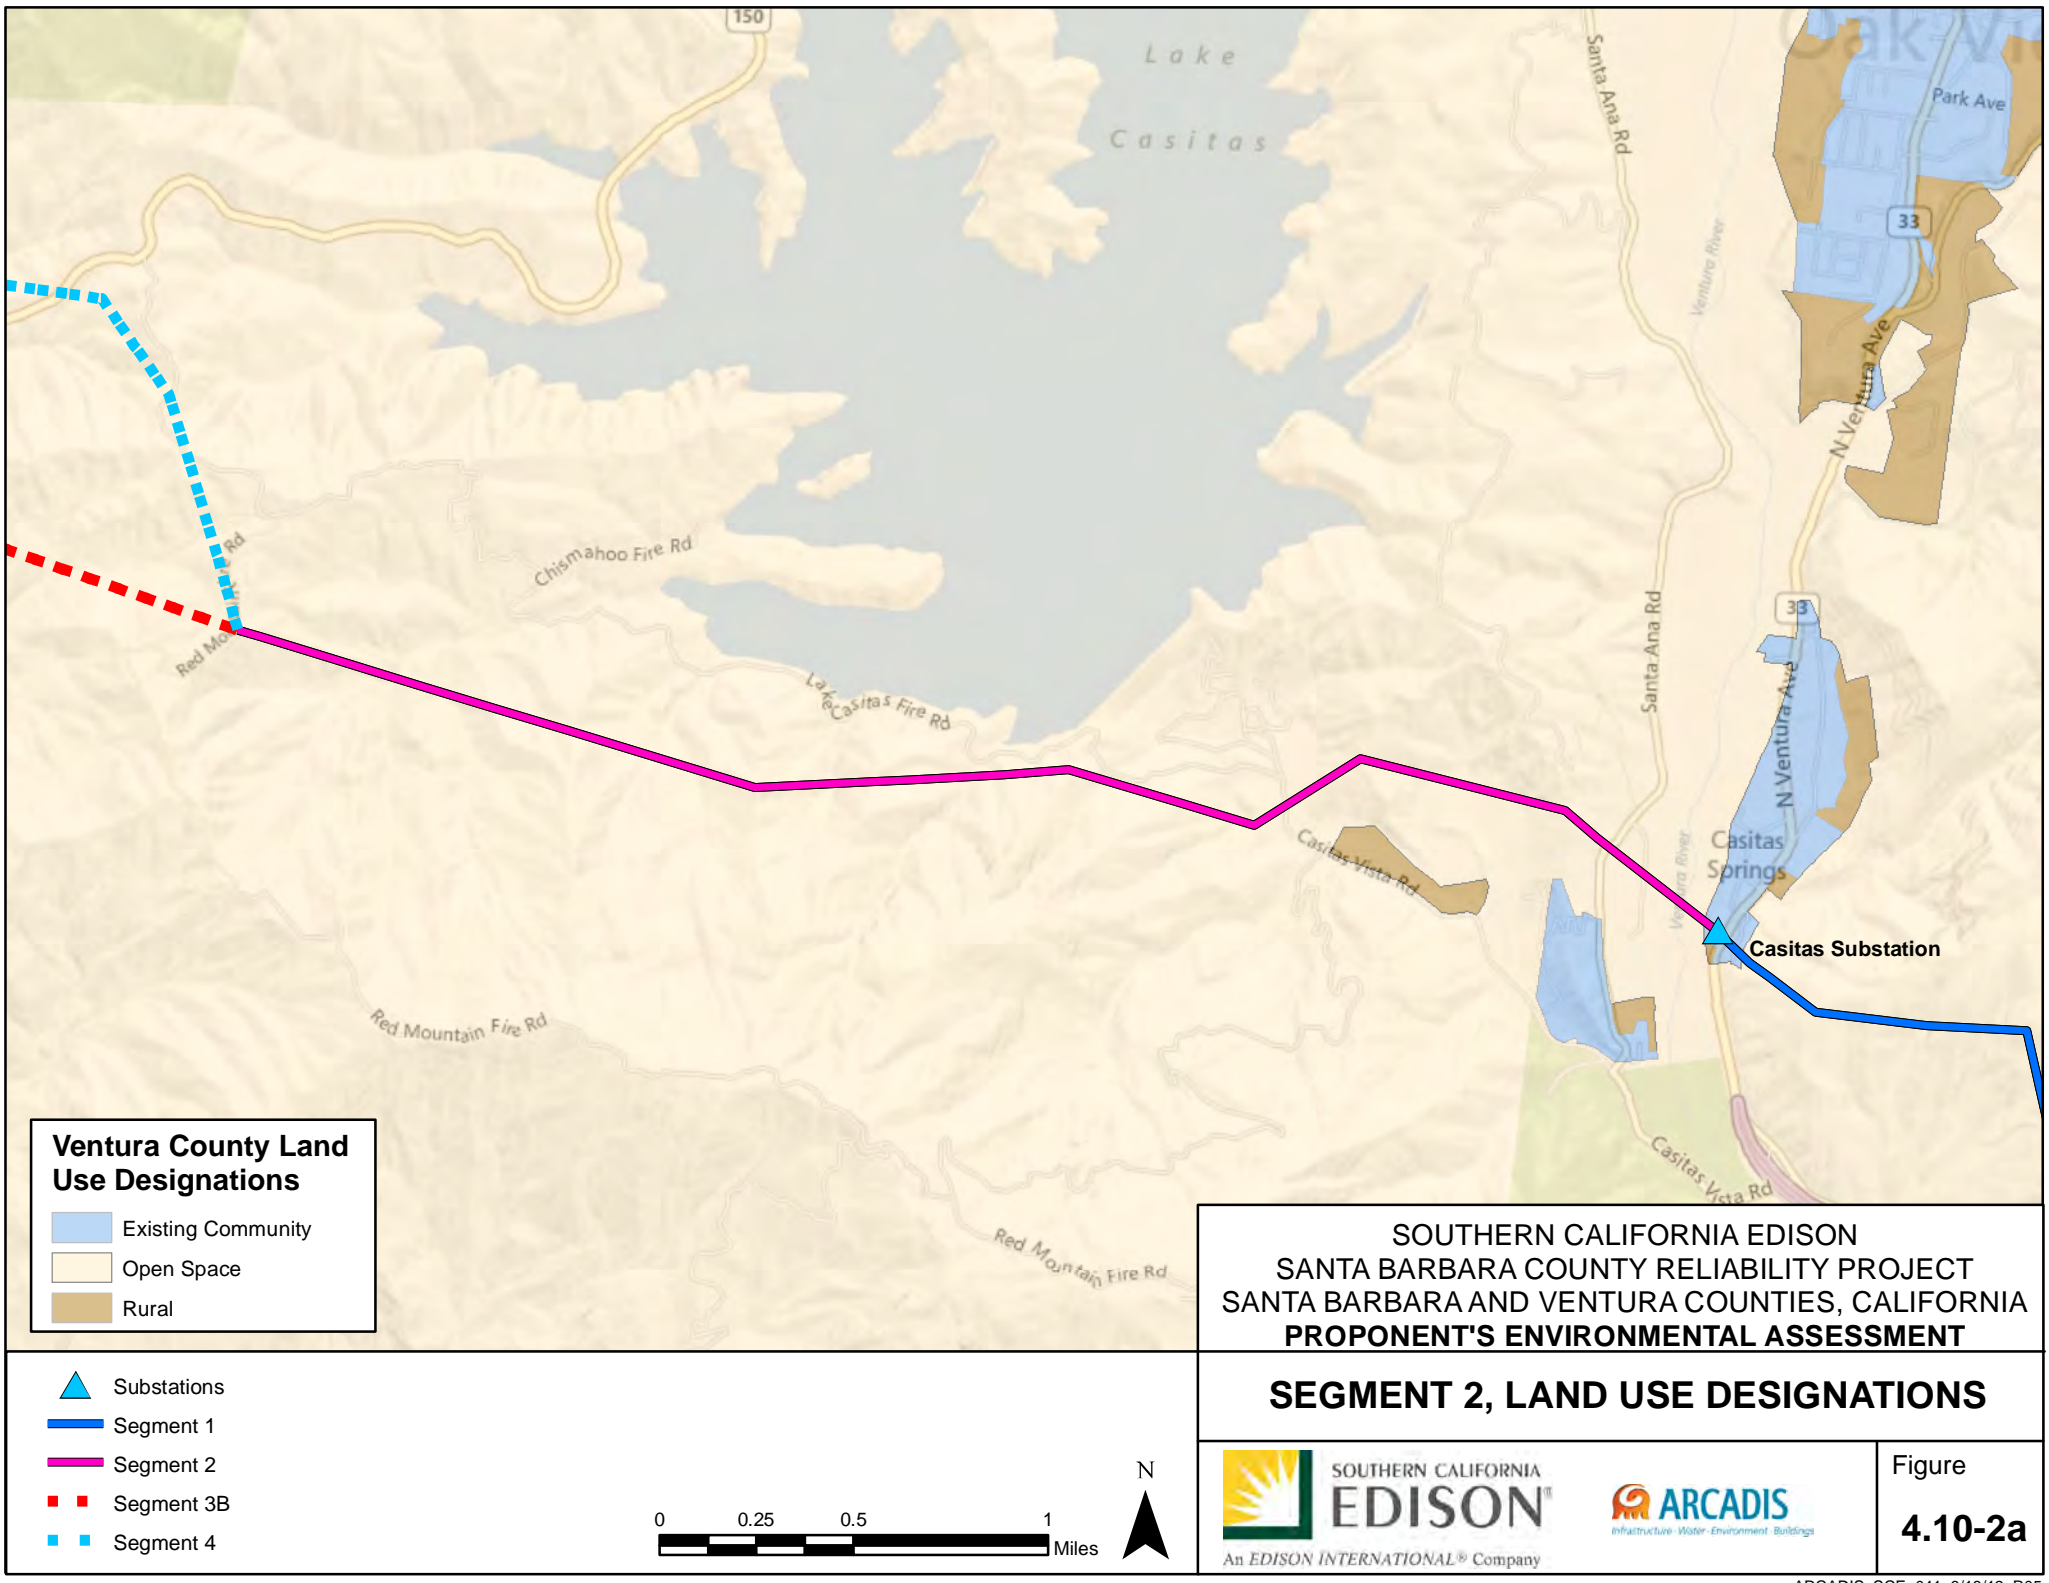 150
Lake
Casitas
Santa Ana Rd
Park Ave
33
Ventura River
N Ventura Ave
Chismahoo Fire Rd
Red Mo
Rd
33
Santa Ana Rd
N Ventura Ave
Lake Casitas Fire Rd
Casitas
Springs
Casitas Vista Rd
Casitas Substation
Red Mountain Fire Rd
Casitas Vista Rd
Red Mountain Fire Rd
Ventura County Land
Use Designations
Existing Community
Open Space
Rural
SOUTHERN CALIFORNIA EDISON
SANTA BARBARA COUNTY RELIABILITY PROJECT
SANTA BARBARA AND VENTURA COUNTIES, CALIFORNIA
PROPONENT'S ENVIRONMENTAL ASSESSMENT
SEGMENT 2, LAND USE DESIGNATIONS
Substations
Segment 1
Segment 2
Segment 3B
Segment 4
0 0.25 0.5 1
Miles
N
SOUTHERN CALIFORNIA
EDISON
An EDISON INTERNATIONAL® Company
ARCADIS
Infrastructure · Water · Environment · Buildings
Figure
4.10-2a